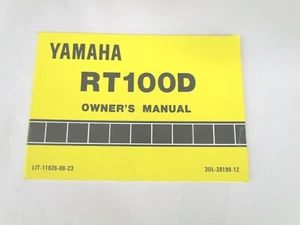 YAMAHA
RT100D
OWNER'S MANUAL
LIT-11626-08-23 3UL-28199-12